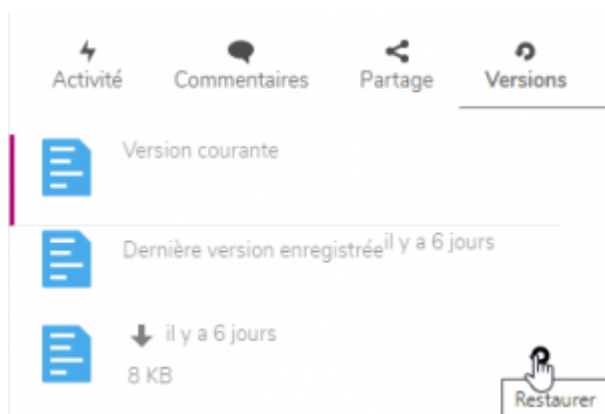 Activité Commentaires Partage Versions
Version courante
Dernière version enregistrée il y a 6 jours
il y a 6 jours
8 KB
Restaurer